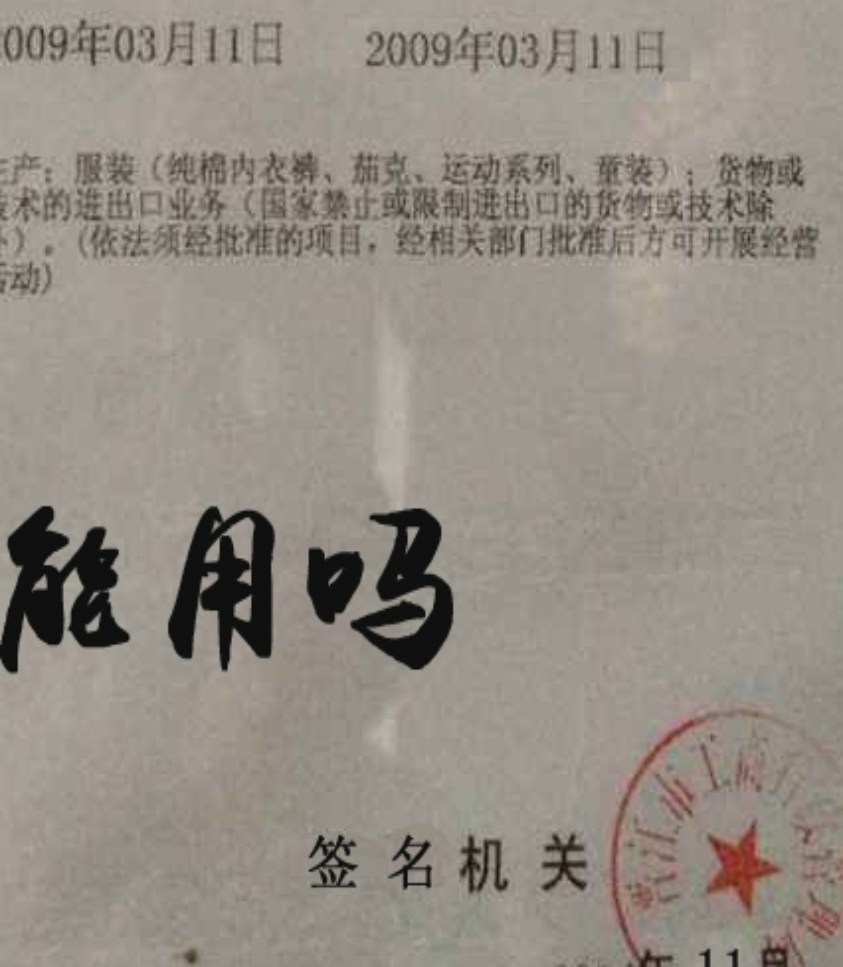 009年03月11日 2009年03月11日
生产：服装（纯棉内衣裤、茄克、运动系列、童装）；货物或
技术的进出口业务（国家禁止或限制进出口的货物或技术除
外）。(依法须经批准的项目，经相关部门批准后方可开展经营
活动)
能用吗
晋江市工商行
签名机关
年 11月